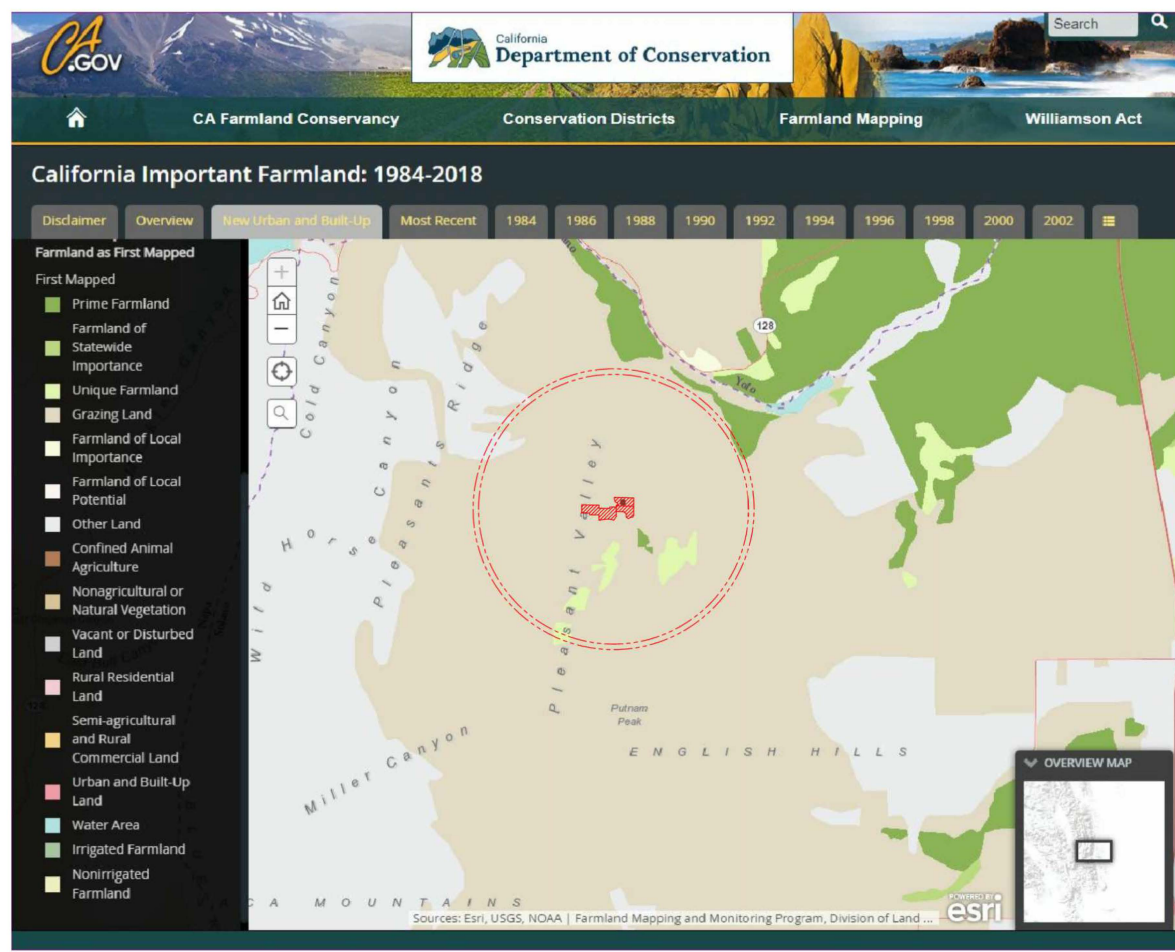 CA
.GOV
California
Department of Conservation
Search
CA Farmland Conservancy
Conservation Districts
Farmland Mapping
Williamson Act
California Important Farmland: 1984-2018
Disclaimer
Overview
New Urban and Built-Up
Most Recent
1984
1986
1988
1990
1992
1994
1996
1998
2000
2002
Farmland as First Mapped
First Mapped
Prime Farmland
Farmland of
Statewide
Importance
Unique Farmland
Grazing Land
Farmland of Local
Importance
Farmland of Local
Potential
Other Land
Confined Animal
Agriculture
Nonagricultural or
Natural Vegetation
Vacant or Disturbed
Land
Rural Residential
Land
Semi-agricultural
and Rural
Commercial Land
Urban and Built-Up
Land
Water Area
Irrigated Farmland
Nonirrigated
Farmland
Cold Canyon
Wild Horse Canyon
Pleasants Ridge
128
Yolo
Pleasant Valley
Miller Canyon
Putnam
Peak
ENGLISH HILLS
MOUNTAINS
OVERVIEW MAP
Sources: Esri, USGS, NOAA | Farmland Mapping and Monitoring Program, Division of Land ...
POWERED BY
esri